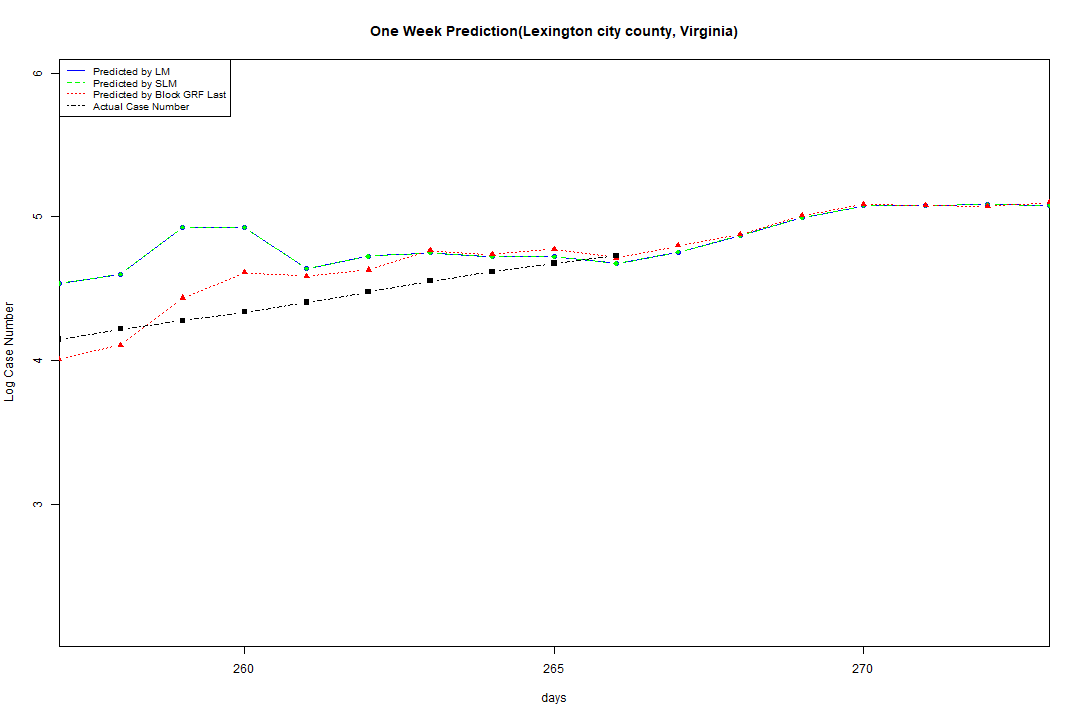 One Week Prediction(Lexington city county, Virginia)
Predicted by LM
Predicted by SLM
Predicted by Block GRF Last
Actual Case Number
6
5
4
3
Log Case Number
260
265
270
days